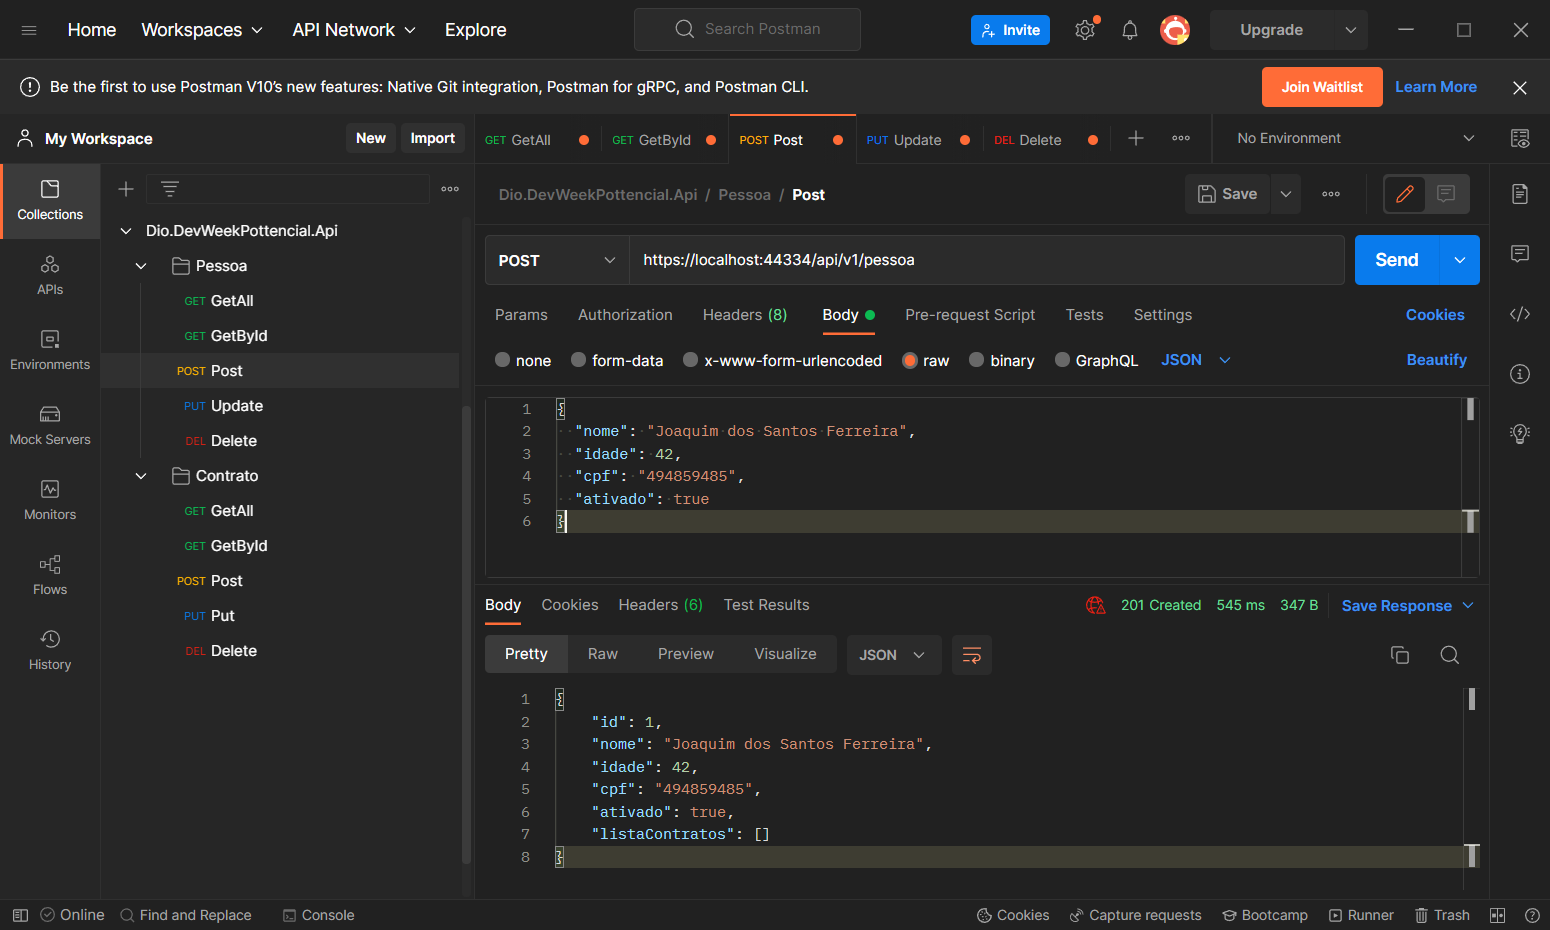 Home Workspaces API Network Explore Search Postman Invite Upgrade
Be the first to use Postman V10’s new features: Native Git integration, Postman for gRPC, and Postman CLI. Join Waitlist Learn More
My Workspace New Import GET GetAll GET GetById POST Post PUT Update DEL Delete No Environment
Collections
APIs
Environments
Mock Servers
Monitors
Flows
History
Dio.DevWeekPottencial.Api
Pessoa
GET GetAll
GET GetById
POST Post
PUT Update
DEL Delete
Contrato
GET GetAll
GET GetById
POST Post
PUT Put
DEL Delete
Dio.DevWeekPottencial.Api / Pessoa / Post Save
POST https://localhost:44334/api/v1/pessoa Send
Params Authorization Headers (8) Body Pre-request Script Tests Settings Cookies
none form-data x-www-form-urlencoded raw binary GraphQL JSON Beautify
1 {
2 "nome": "Joaquim dos Santos Ferreira",
3 "idade": 42,
4 "cpf": "494859485",
5 "ativado": true
6 }
Body Cookies Headers (6) Test Results 201 Created 545 ms 347 B Save Response
Pretty Raw Preview Visualize JSON
1 {
2 "id": 1,
3 "nome": "Joaquim dos Santos Ferreira",
4 "idade": 42,
5 "cpf": "494859485",
6 "ativado": true,
7 "listaContratos": []
8 }
Online Find and Replace Console Cookies Capture requests Bootcamp Runner Trash